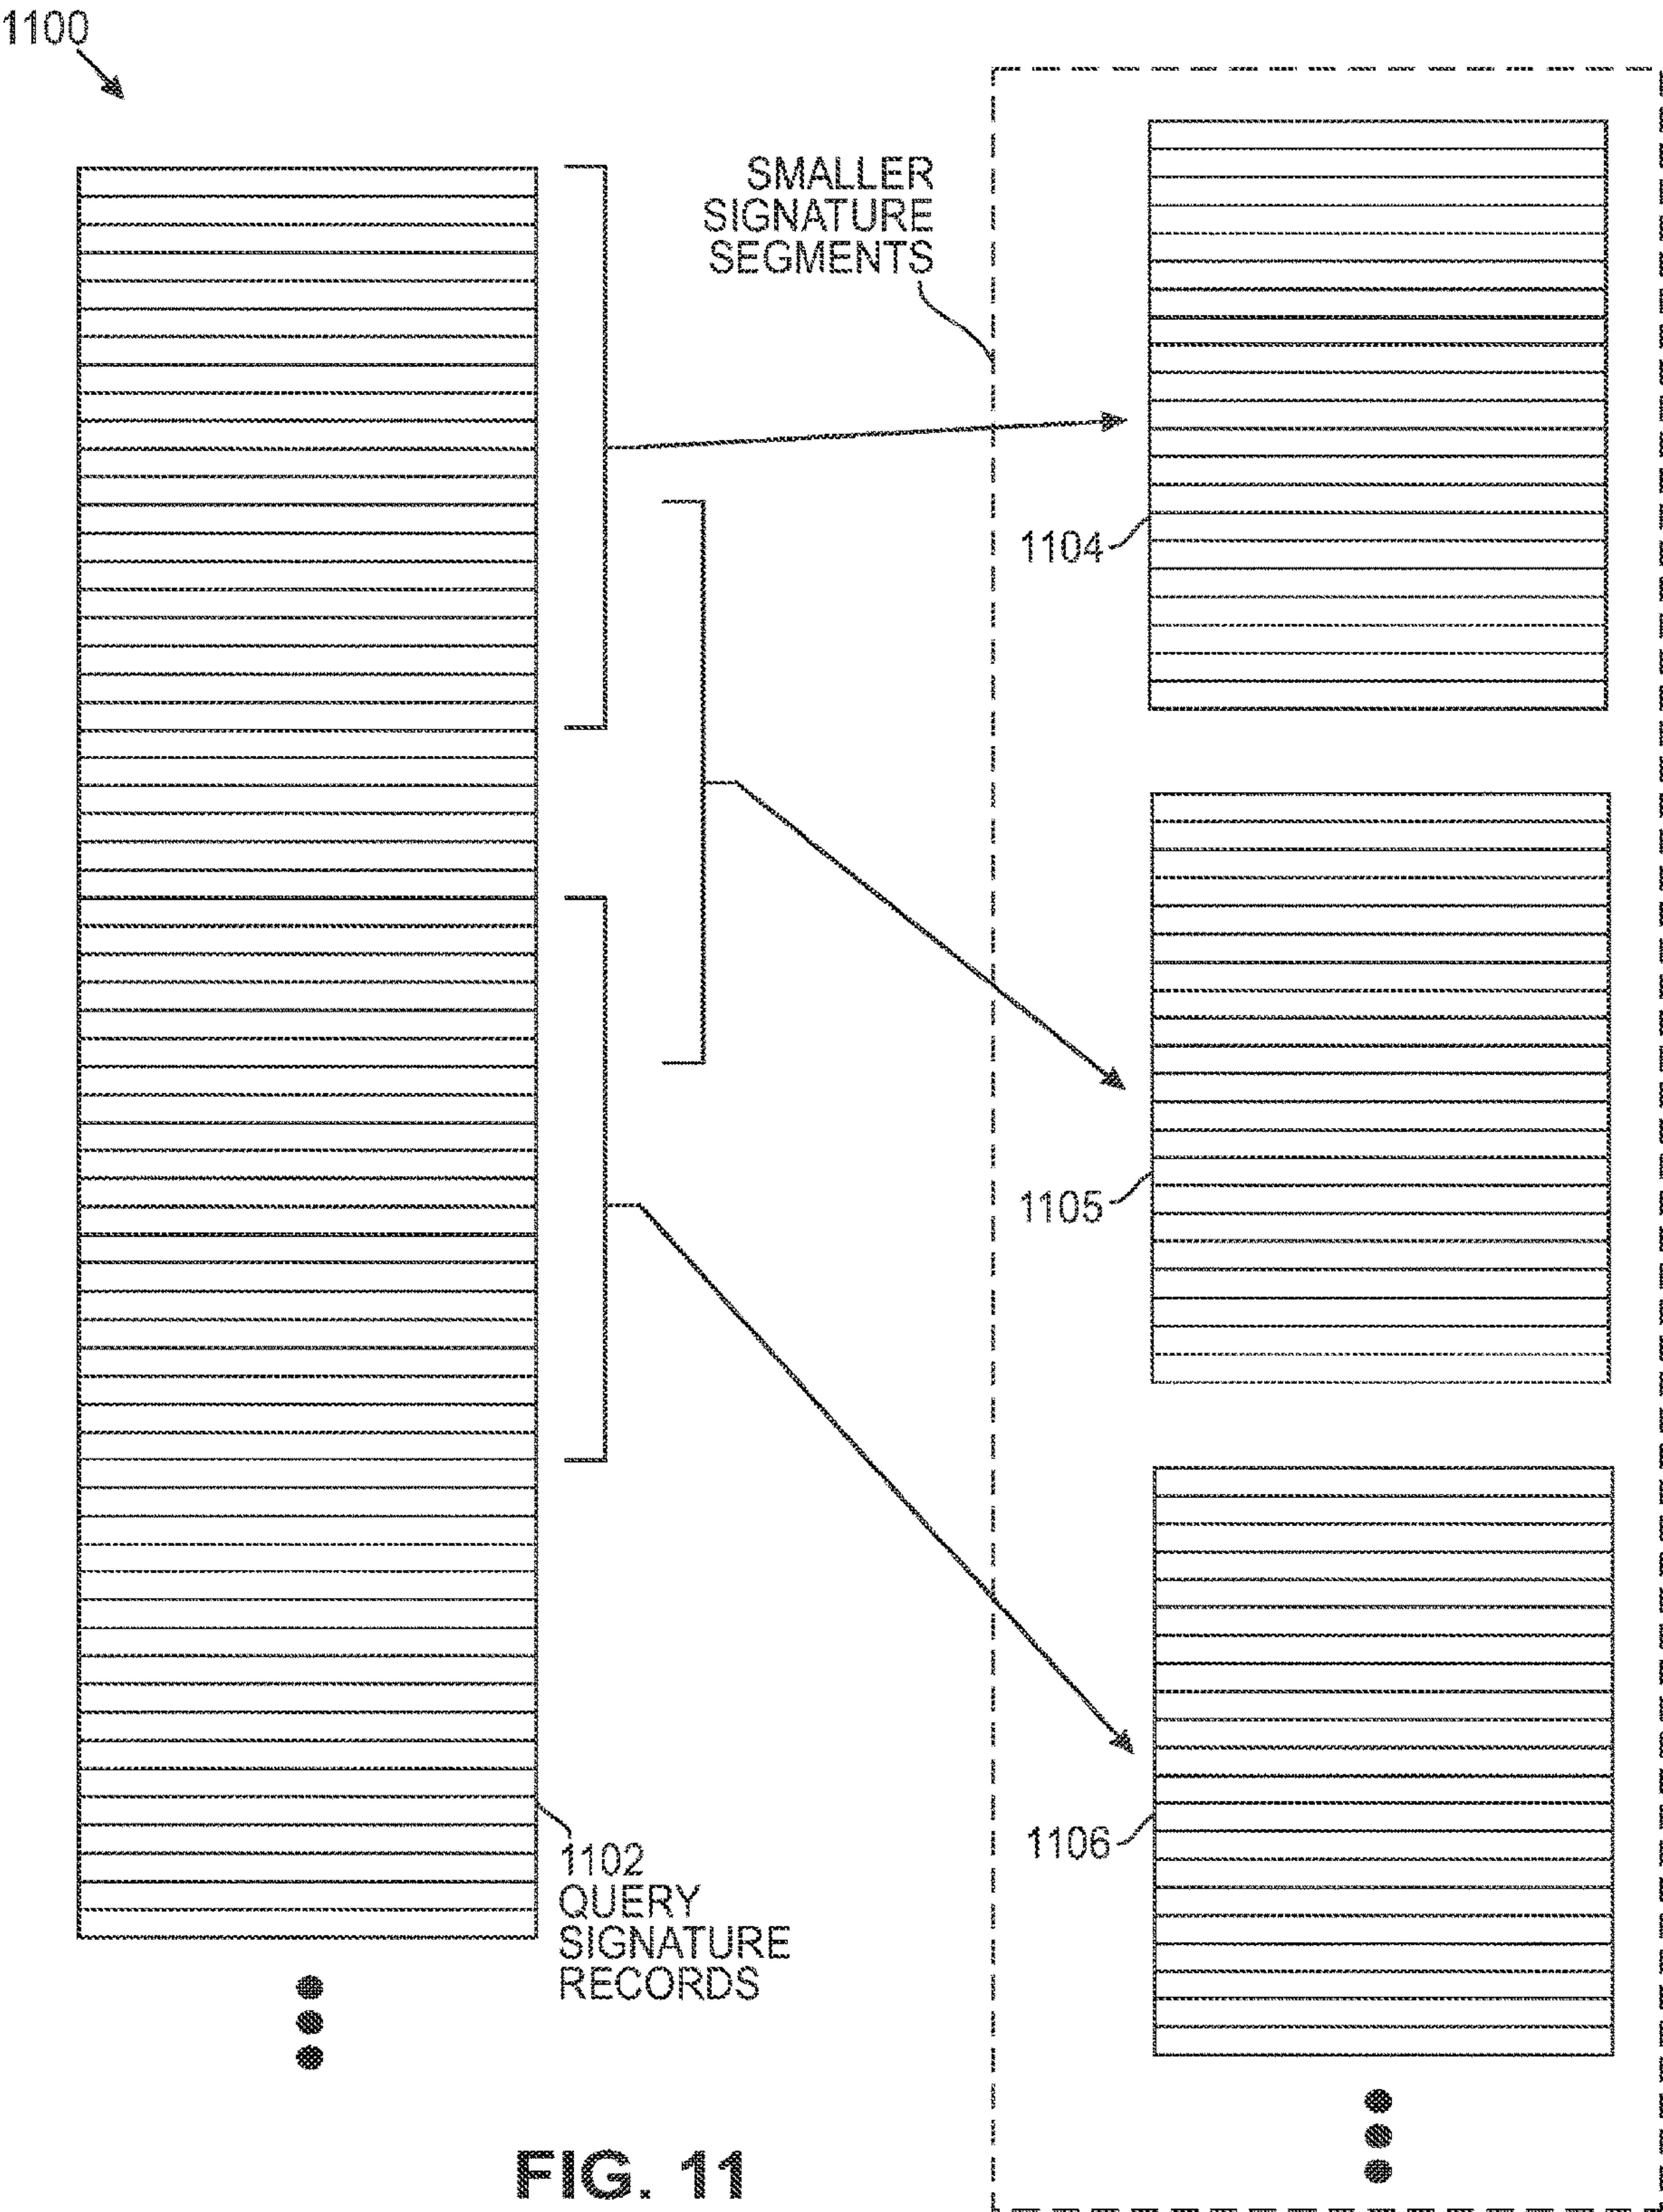 1100
SMALLER
SIGNATURE
SEGMENTS
1104
1105
1106
1102
QUERY
SIGNATURE
RECORDS
FIG. 11